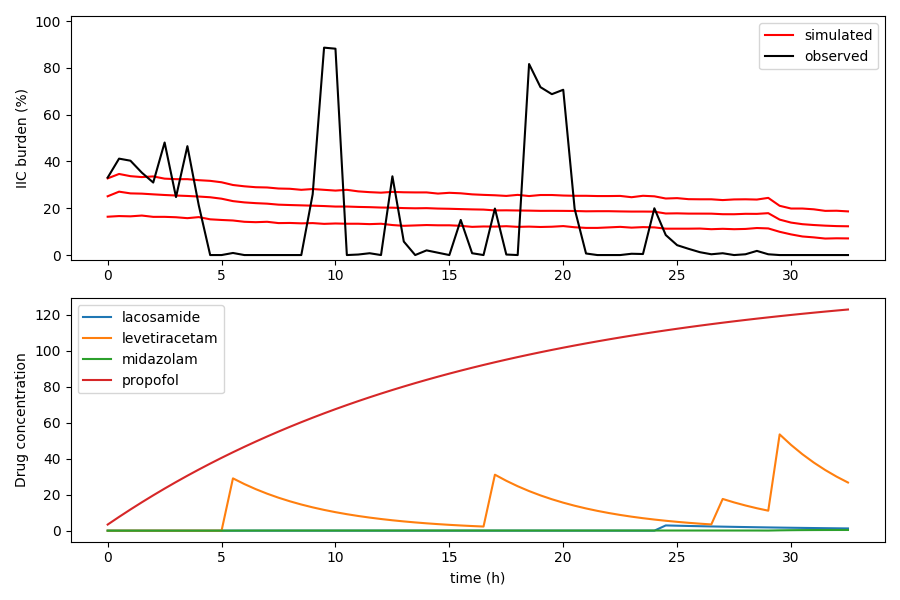 100
80
60
40
20
0
IIC burden (%)
simulated
observed
0 5 10 15 20 25 30
120
100
80
60
40
20
0
Drug concentration
lacosamide
levetiracetam
midazolam
propofol
0 5 10 15 20 25 30
time (h)